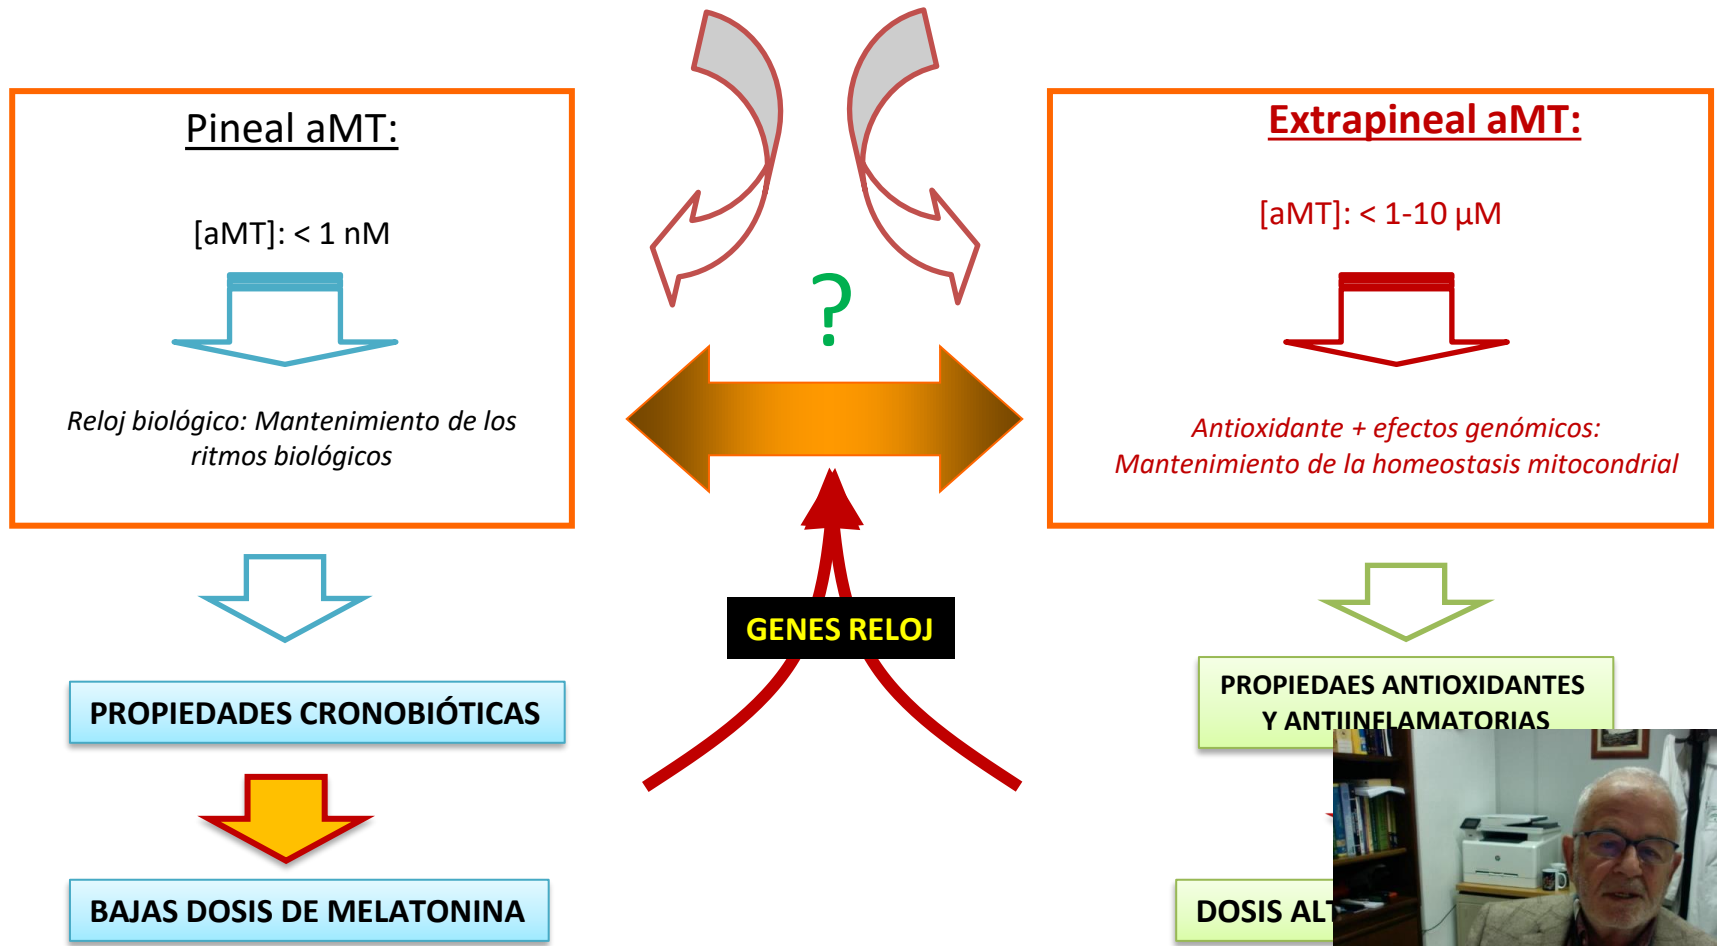 Pineal aMT:
[aMT]: < 1 nM
Reloj biológico: Mantenimiento de los
ritmos biológicos
PROPIEDADES CRONOBIÓTICAS
BAJAS DOSIS DE MELATONINA
?
GENES RELOJ
Extrapineal aMT:
[aMT]: < 1-10 µM
Antioxidante + efectos genómicos:
Mantenimiento de la homeostasis mitocondrial
PROPIEDAES ANTIOXIDANTES
Y ANTIINFLAMATORIAS
DOSIS